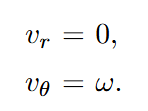 v_r = 0,
v_θ = ω.